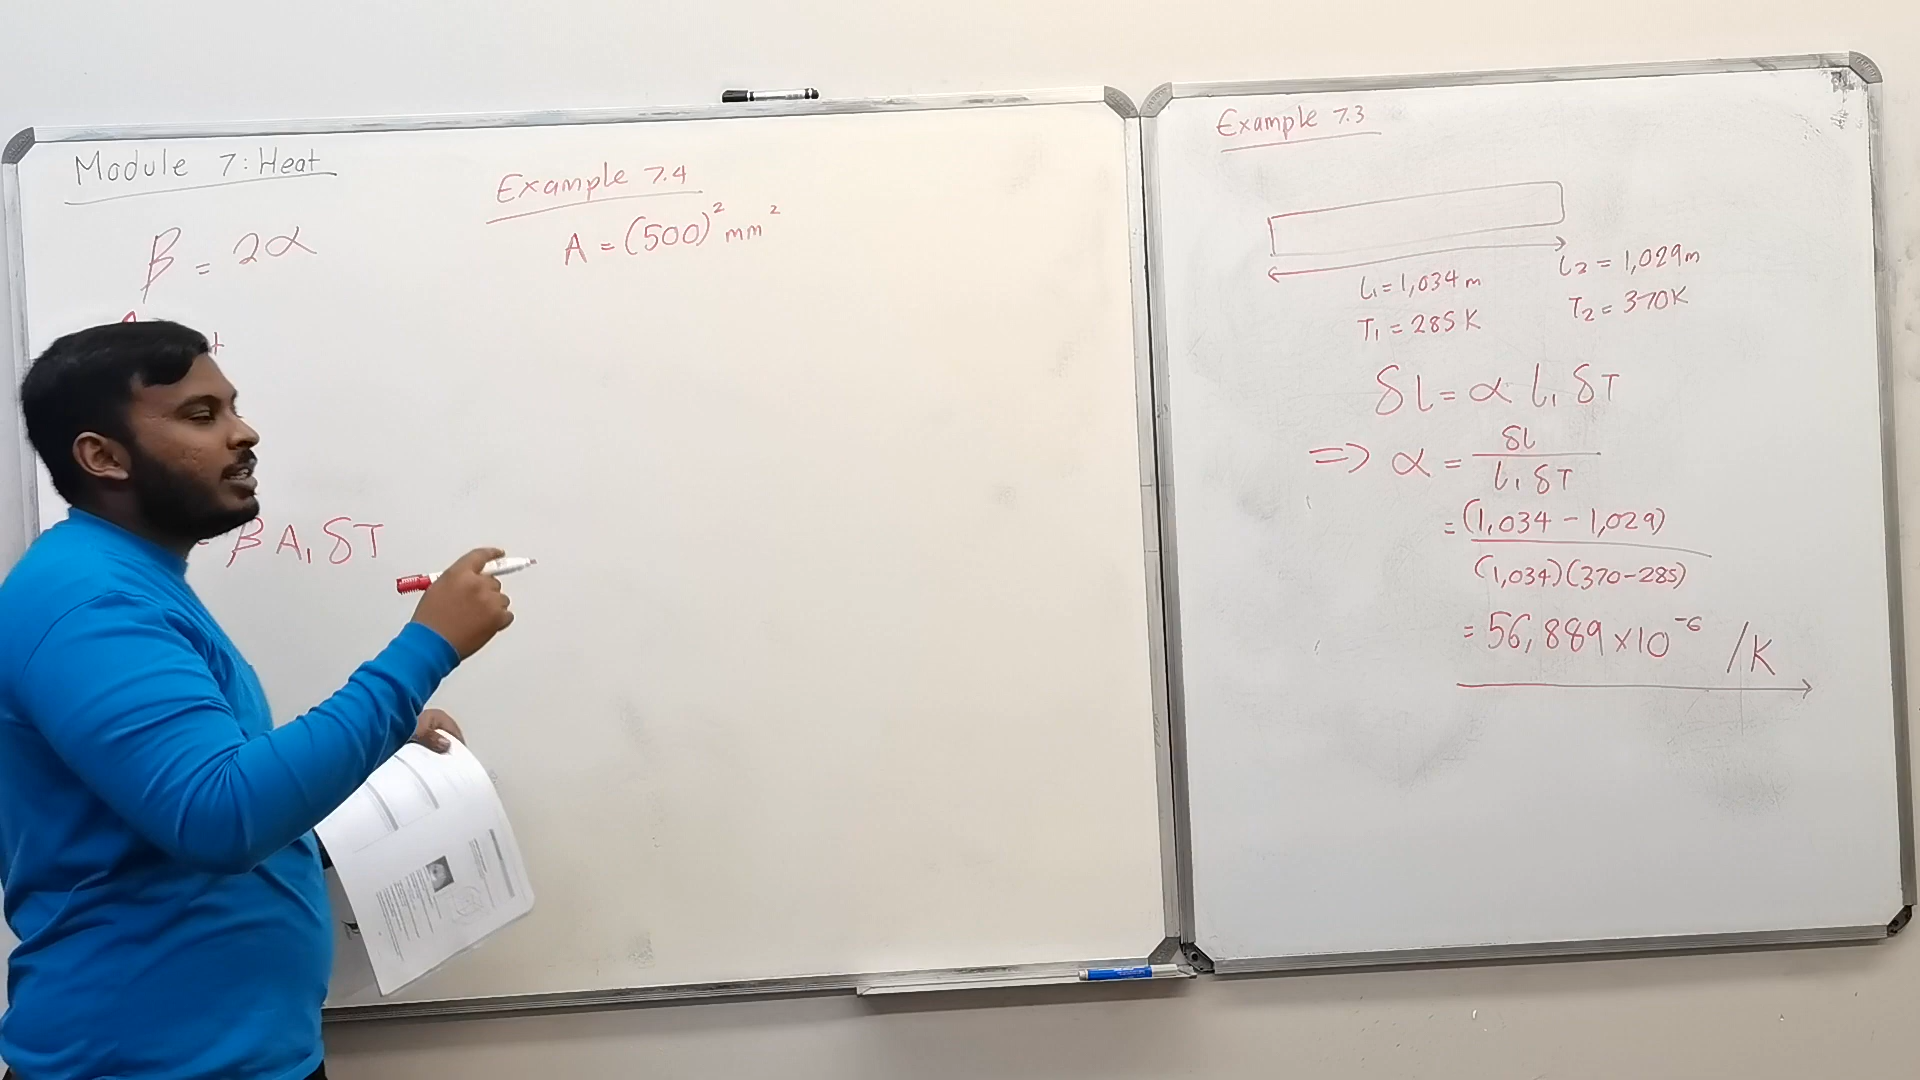 Module 7: Heat
β = 2α
= β A₁ δT
Example 7.4
A = (500)² mm²
Example 7.3
l₁ = 1,034 m
T₁ = 285 K
l₂ = 1,029 m
T₂ = 370 K
δl = α l₁ δT
=> α = δl / l₁ δT
= (1,034 - 1,029) / (1,034)(370-285)
= 56,889 × 10⁻⁶ /K